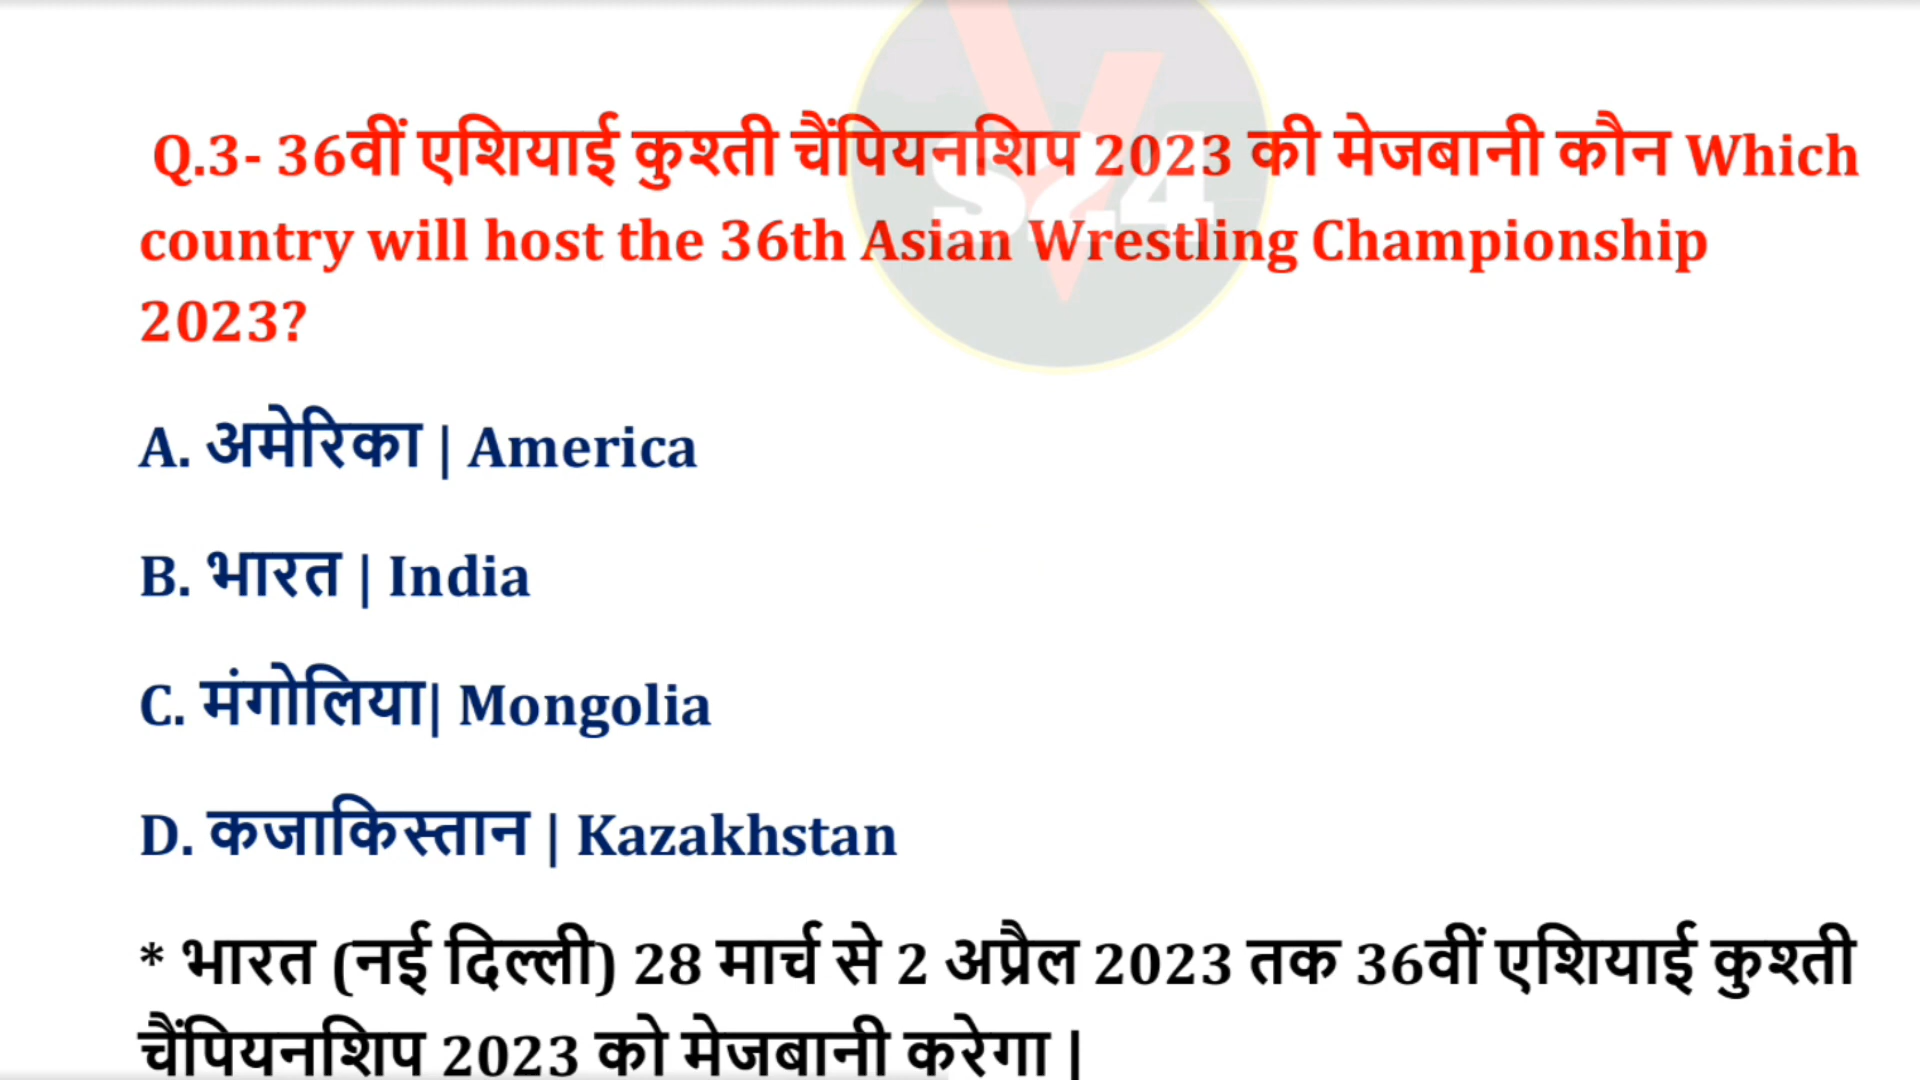 Q.3- 36वीं एशियाई कुश्ती चैंपियनशिप 2023 की मेजबानी कौन Which
country will host the 36th Asian Wrestling Championship
2023?
A. अमेरिका | America
B. भारत | India
C. मंगोलिया| Mongolia
D. कजाकिस्तान | Kazakhstan
* भारत (नई दिल्ली) 28 मार्च से 2 अप्रैल 2023 तक 36वीं एशियाई कुश्ती
चैंपियनशिप 2023 को मेजबानी करेगा |
S24